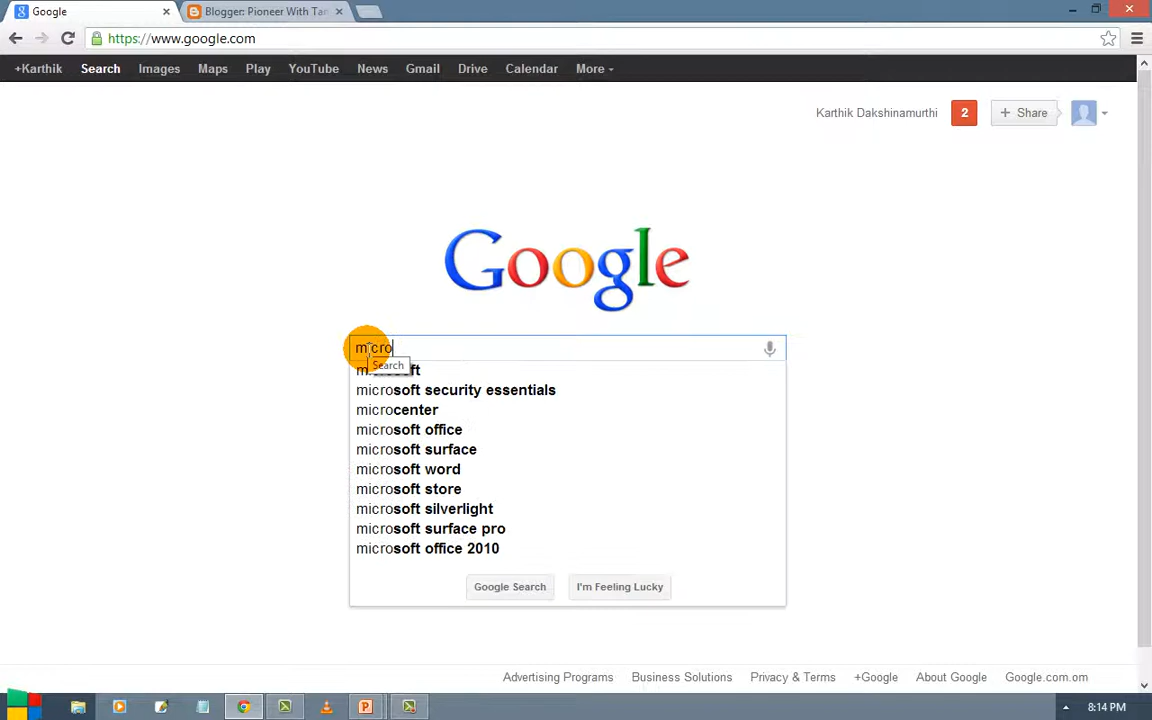 Google
Blogger: Pioneer With Tar
https://www.google.com
+Karthik Search Images Maps Play YouTube News Gmail Drive Calendar More
Karthik Dakshinamurthi 2 + Share
Google
micro
Search
microsoft
microsoft security essentials
microcenter
microsoft office
microsoft surface
microsoft word
microsoft store
microsoft silverlight
microsoft surface pro
microsoft office 2010
Google Search I'm Feeling Lucky
Advertising Programs Business Solutions Privacy & Terms +Google About Google Google.com.om
8:14 PM